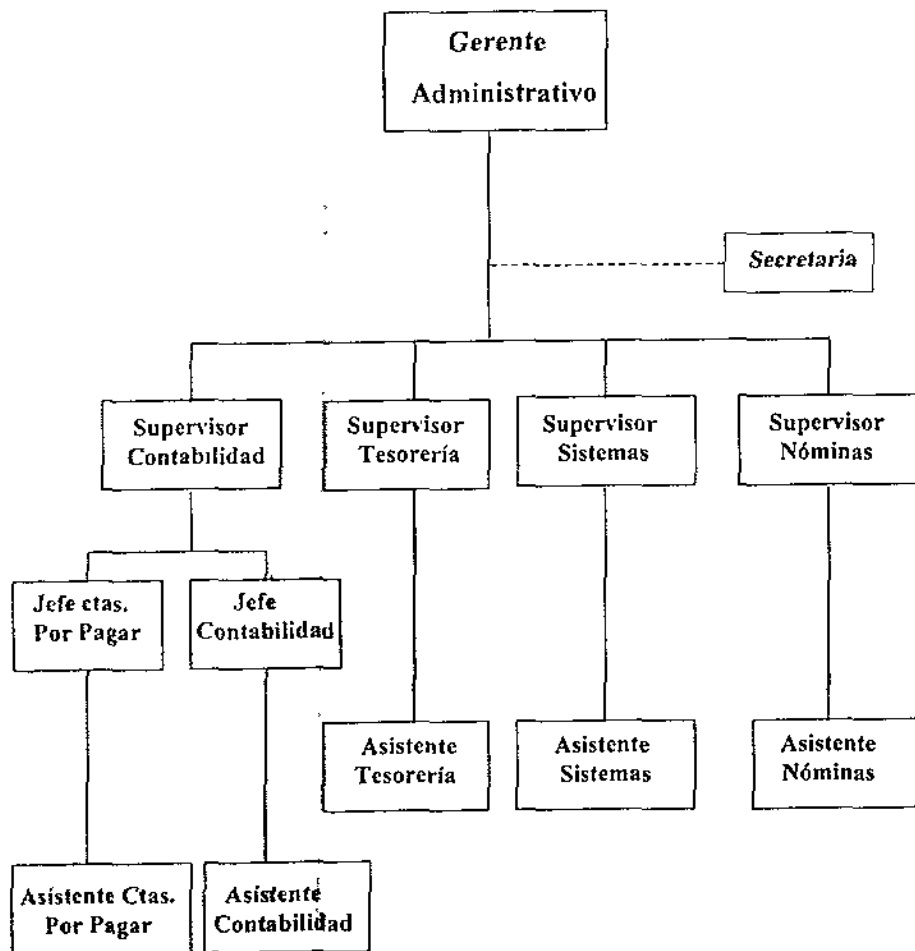 Gerente
Administrativo
Secretaria
Supervisor
Contabilidad
Supervisor
Tesorería
Supervisor
Sistemas
Supervisor
Nóminas
Jefe ctas.
Por Pagar
Jefe
Contabilidad
Asistente
Tesorería
Asistente
Sistemas
Asistente
Nóminas
Asistente Ctas.
Por Pagar
Asistente
Contabilidad